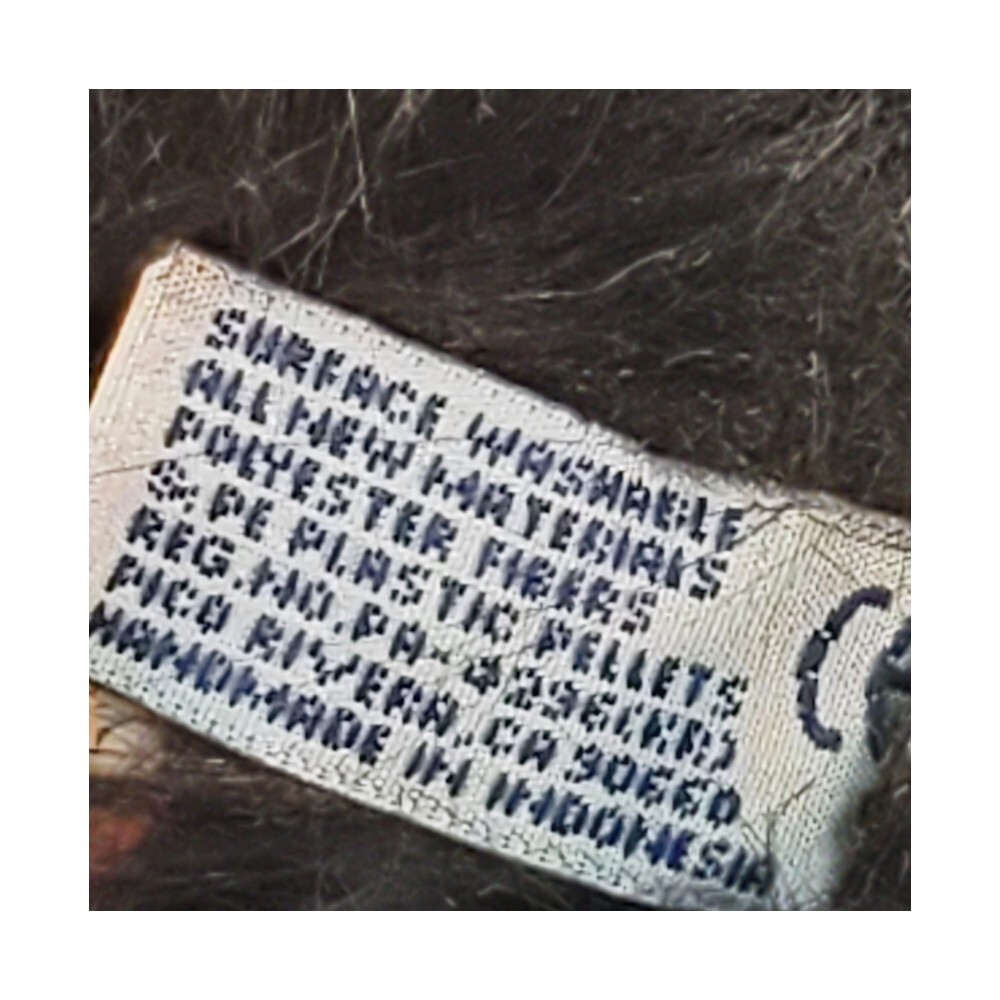 SURFACE WASHABLE
ALL NEW MATERIALS
POLYESTER FIBERS
& PE PLASTIC PELLETS
REG.NO.PA-
PICO RIVERA,CA 90660
HANDMADE IN INDONESIA